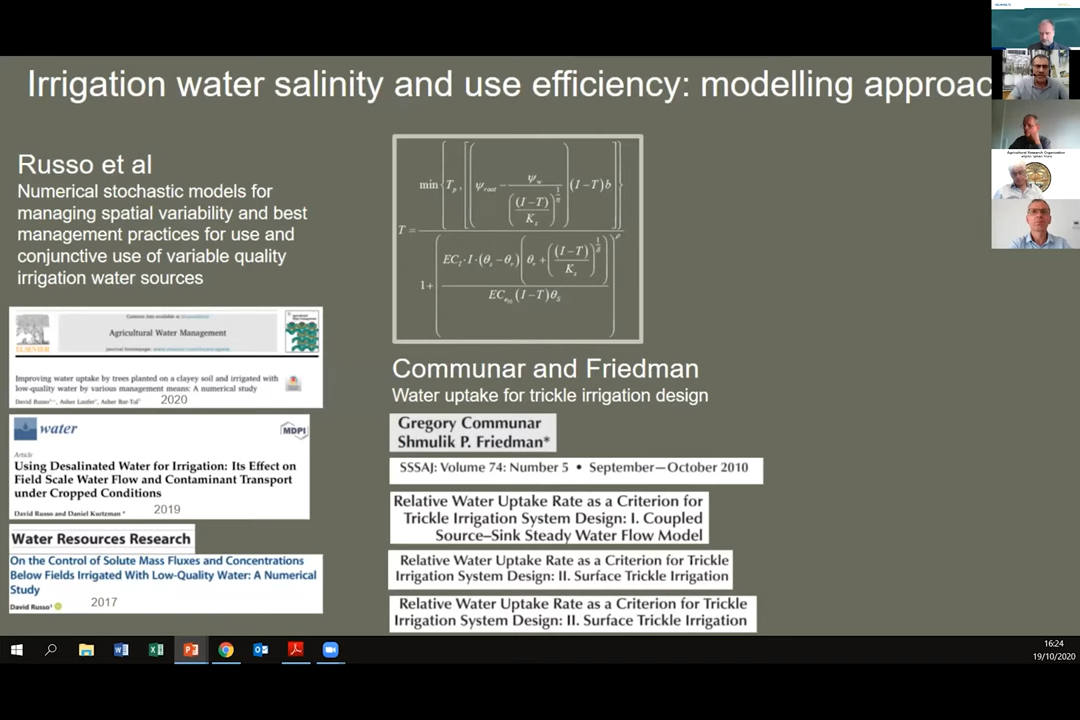 Irrigation water salinity and use efficiency: modelling approac
Russo et al
Numerical stochastic models for
managing spatial variability and best
management practices for use and
conjunctive use of variable quality
irrigation water sources
ELSEVIER
Agricultural Water Management
Improving water uptake by trees planted on a clayey soil and irrigated with
low-quality water by various management means: A numerical
study
David Russo
Asher Laufer
Asher Bar-Tal
2020
water
MDPI
Article
Using Desalinated Water for Irrigation: Its Effect on
Field Scale Water Flow and Contaminant Transport
under Cropped Conditions
David Russo and Daniel Kurtzman *
2019
Water Resources Research
On the Control of Solute Mass Fluxes and Concentrations
Below Fields Irrigated With Low-Quality Water: A Numerical
Study
David Russo¹
2017
Communar and Friedman
Water uptake for trickle irrigation design
Gregory Communar
Shmulik P. Friedman*
SSSAJ: Volume 74: Number 5 • September—October 2010
Relative Water Uptake Rate as a Criterion for
Trickle Irrigation System Design: I. Coupled
Source–Sink Steady Water Flow Model
Relative Water Uptake Rate as a Criterion for Trickle
Irrigation System Design: II. Surface Trickle Irrigation
Relative Water Uptake Rate as a Criterion for Trickle
Irrigation System Design: II. Surface Trickle Irrigation
16:24
19/10/2020